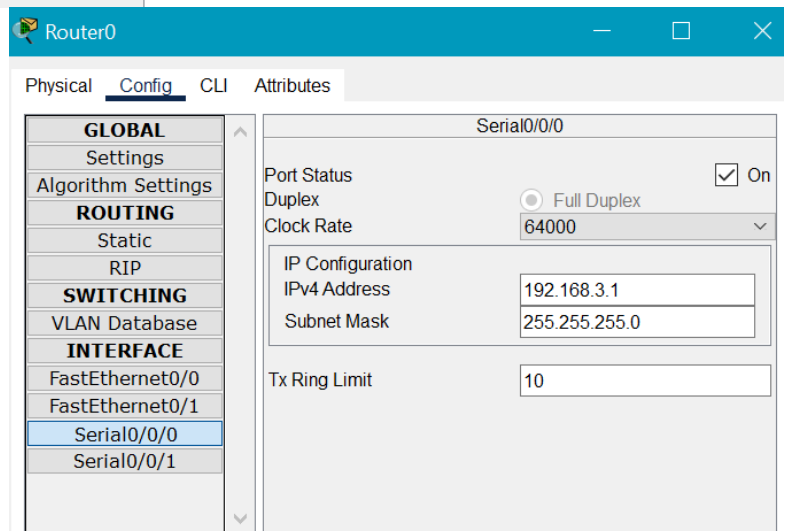 Router0
Physical Config CLI Attributes
GLOBAL
Settings
Algorithm Settings
ROUTING
Static
RIP
SWITCHING
VLAN Database
INTERFACE
FastEthernet0/0
FastEthernet0/1
Serial0/0/0
Serial0/0/1
Serial0/0/0
Port Status On
Duplex Full Duplex
Clock Rate 64000
IP Configuration
IPv4 Address 192.168.3.1
Subnet Mask 255.255.255.0
Tx Ring Limit 10